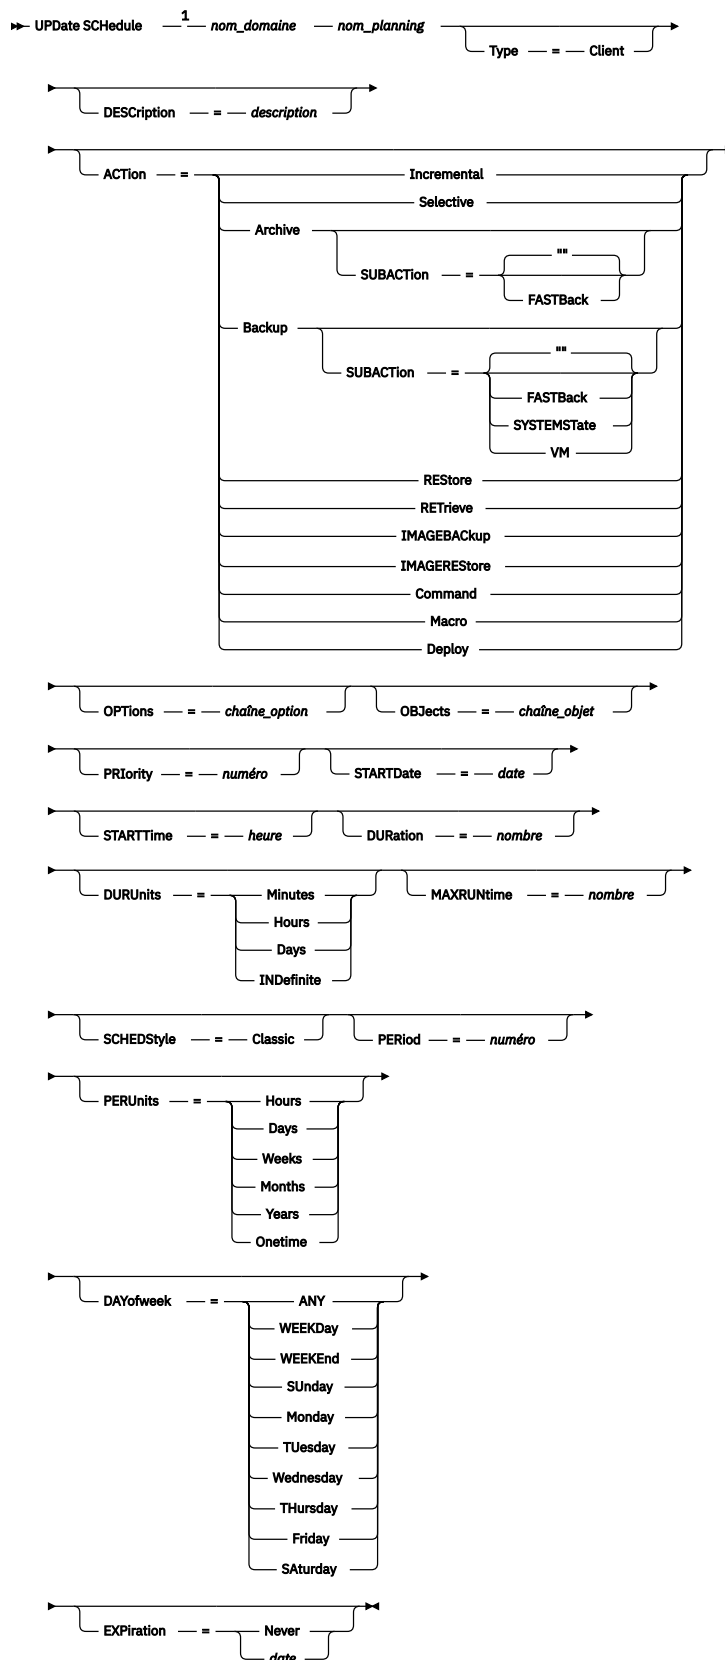 UPDate SCHedule 1 nom_domaine nom_planning
Type = Client
DESCription = description
ACTion = Incremental
Selective
Archive
SUBACTion = ""
FASTBack
Backup
SUBACTion = ""
FASTBack
SYSTEMSTate
VM
REStore
RETrieve
IMAGEBACkup
IMAGEREStore
Command
Macro
Deploy
OPTions = chaîne_option OBJects = chaîne_objet
PRIority = numéro STARTDate = date
STARTTime = heure DURation = nombre
DURUnits = Minutes MAXRUNtime = nombre
Hours
Days
INDefinite
SCHEDStyle = Classic PERiod = numéro
PERUnits = Hours
Days
Weeks
Months
Years
Onetime
DAYofweek = ANY
WEEKDay
WEEKEnd
SUnday
Monday
TUesday
Wednesday
THursday
Friday
SAturday
EXPiration = Never
date